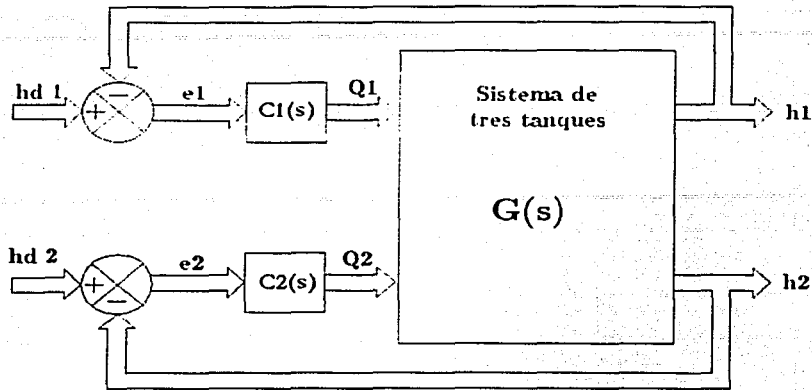 hd 1
+
−
e1
C1(s)
Q1
Sistema de
tres tanques
G(s)
h1
hd 2
+
−
e2
C2(s)
Q2
h2